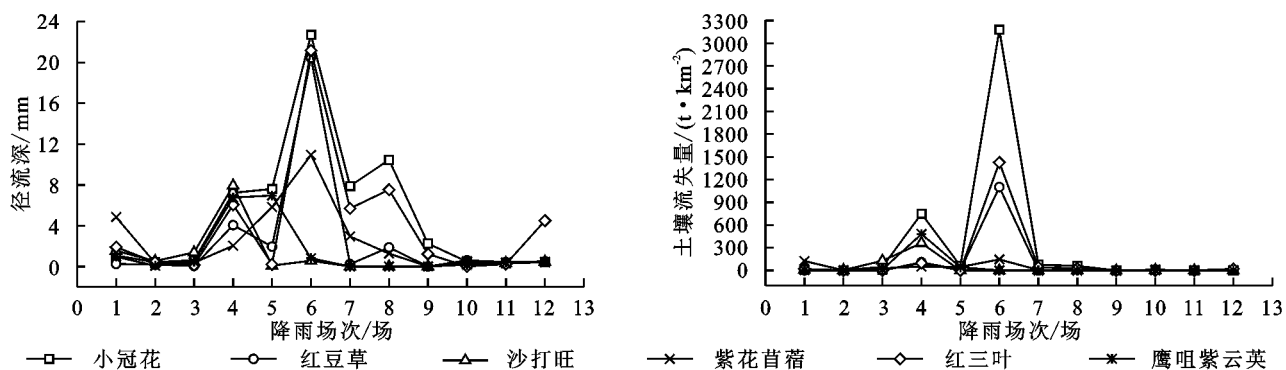 24
20
16
12
8
4
0
径流深/mm
0 1 2 3 4 5 6 7 8 9 10 11 12 13
降雨场次/场
3300
3000
2700
2400
2100
1800
1500
1200
900
600
300
0
土壤流失量/(t·km⁻²)
0 1 2 3 4 5 6 7 8 9 10 11 12 13
降雨场次/场
小冠花 红豆草 沙打旺 紫花苜蓿 红三叶 鹰咀紫云英